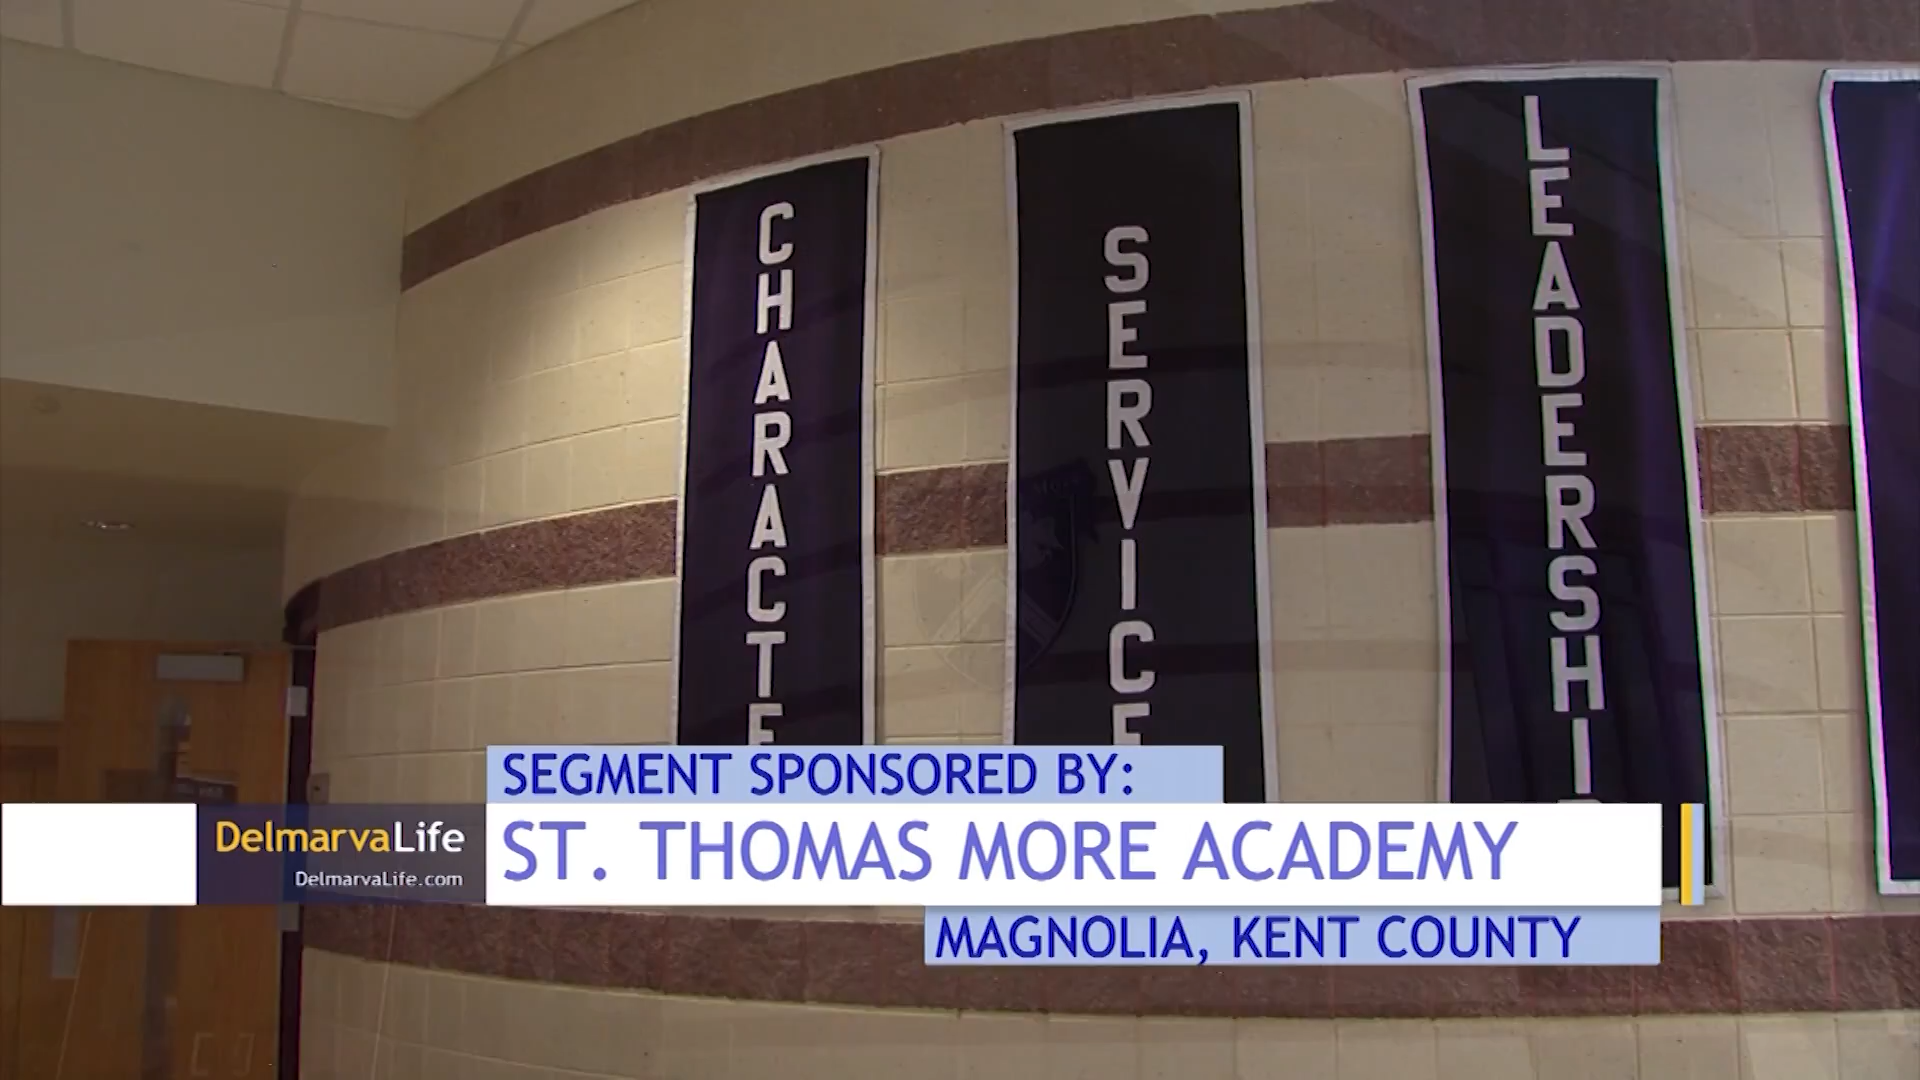 CHARACTE
SERVICE
LEADERSHI
SEGMENT SPONSORED BY:
DelmarvaLife
DelmarvaLife.com
ST. THOMAS MORE ACADEMY
MAGNOLIA, KENT COUNTY